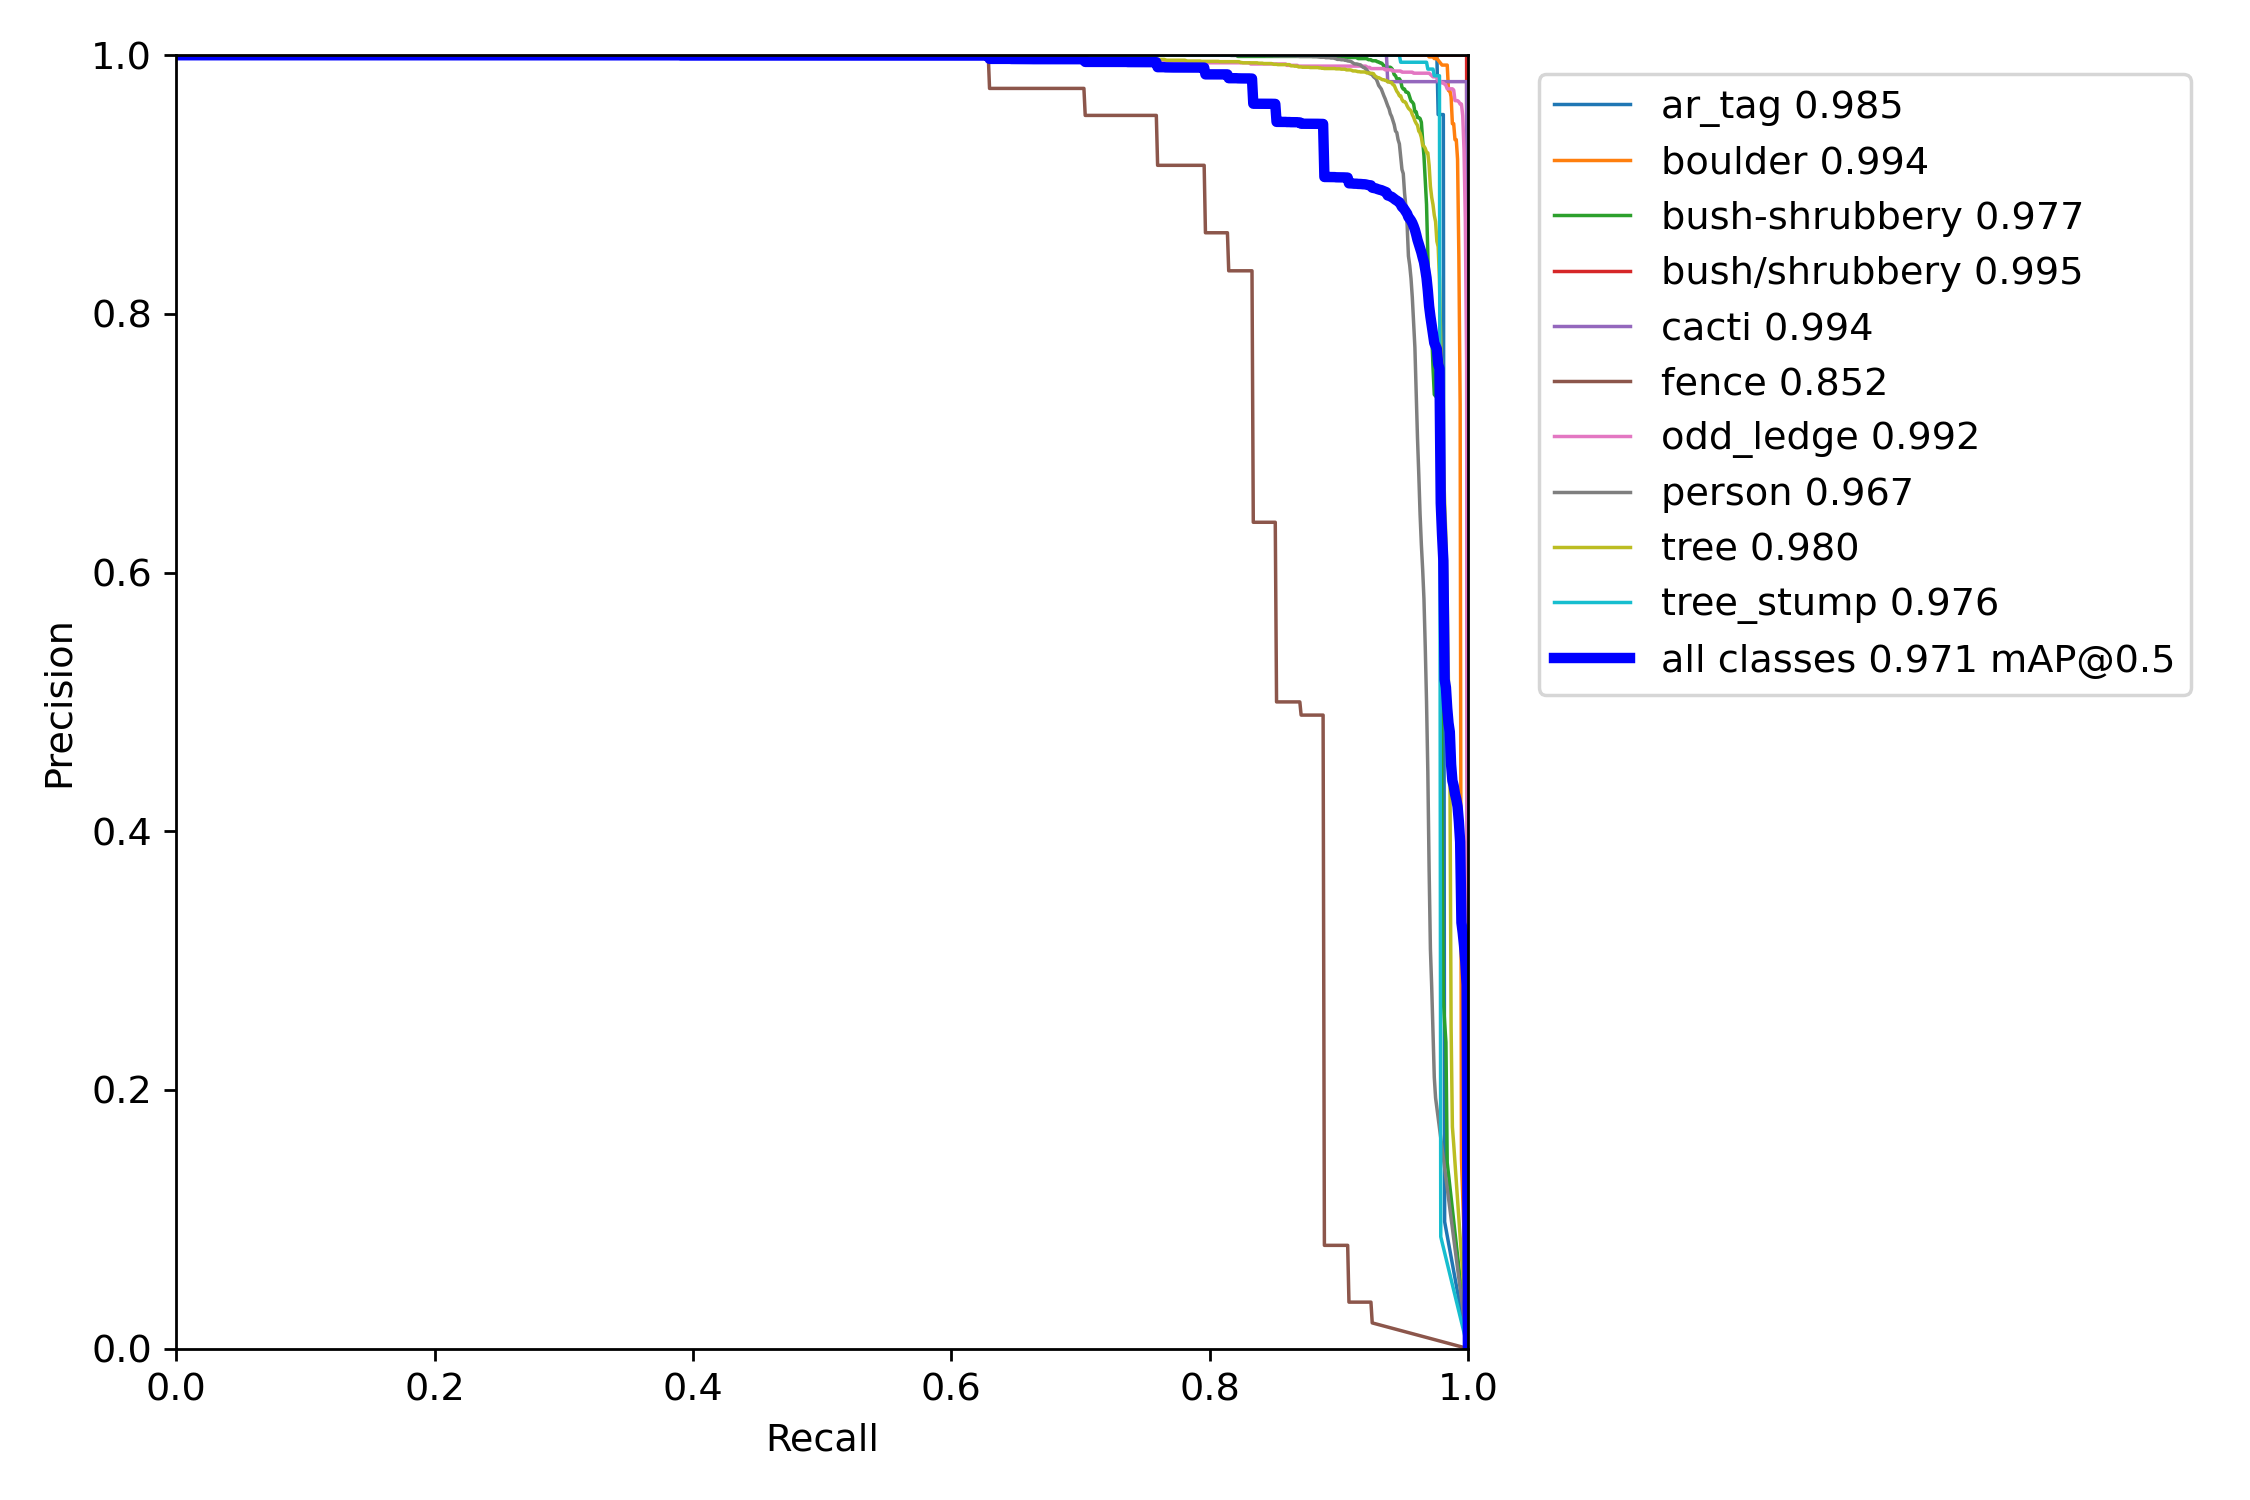 1.0
0.8
0.6
0.4
0.2
0.0
Precision
0.0 0.2 0.4 0.6 0.8 1.0
Recall
ar_tag 0.985
boulder 0.994
bush-shrubbery 0.977
bush/shrubbery 0.995
cacti 0.994
fence 0.852
odd_ledge 0.992
person 0.967
tree 0.980
tree_stump 0.976
all classes 0.971 mAP@0.5